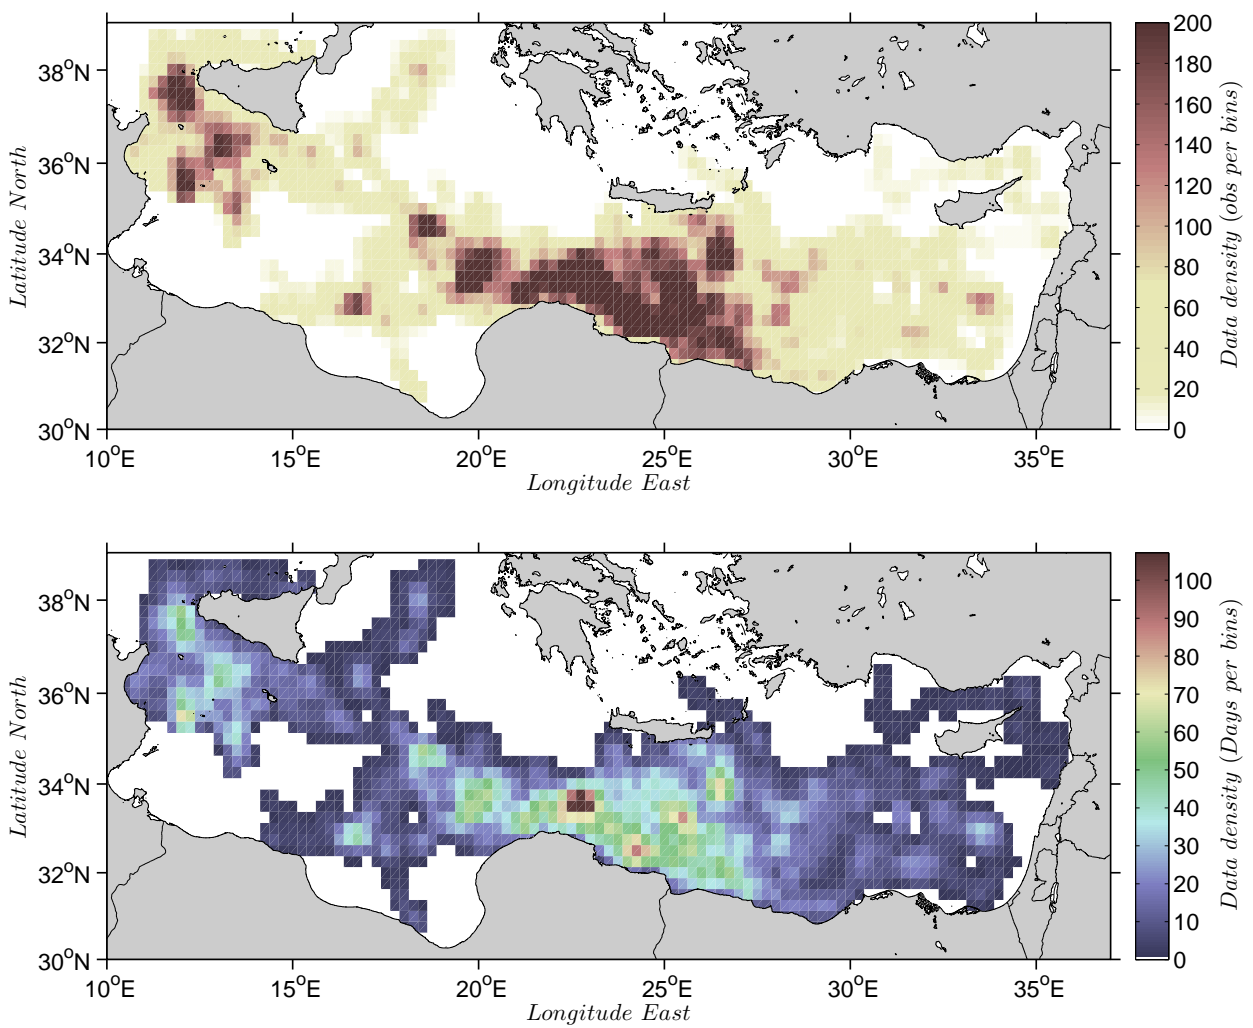 38°N
36°N
34°N
32°N
30°N
Latitude North
10°E
15°E
20°E
25°E
30°E
35°E
Longitude East
200
180
160
140
120
100
80
60
40
20
0
Data density (obs per bins)
38°N
36°N
34°N
32°N
30°N
Latitude North
10°E
15°E
20°E
25°E
30°E
35°E
Longitude East
100
90
80
70
60
50
40
30
20
10
0
Data density (Days per bins)